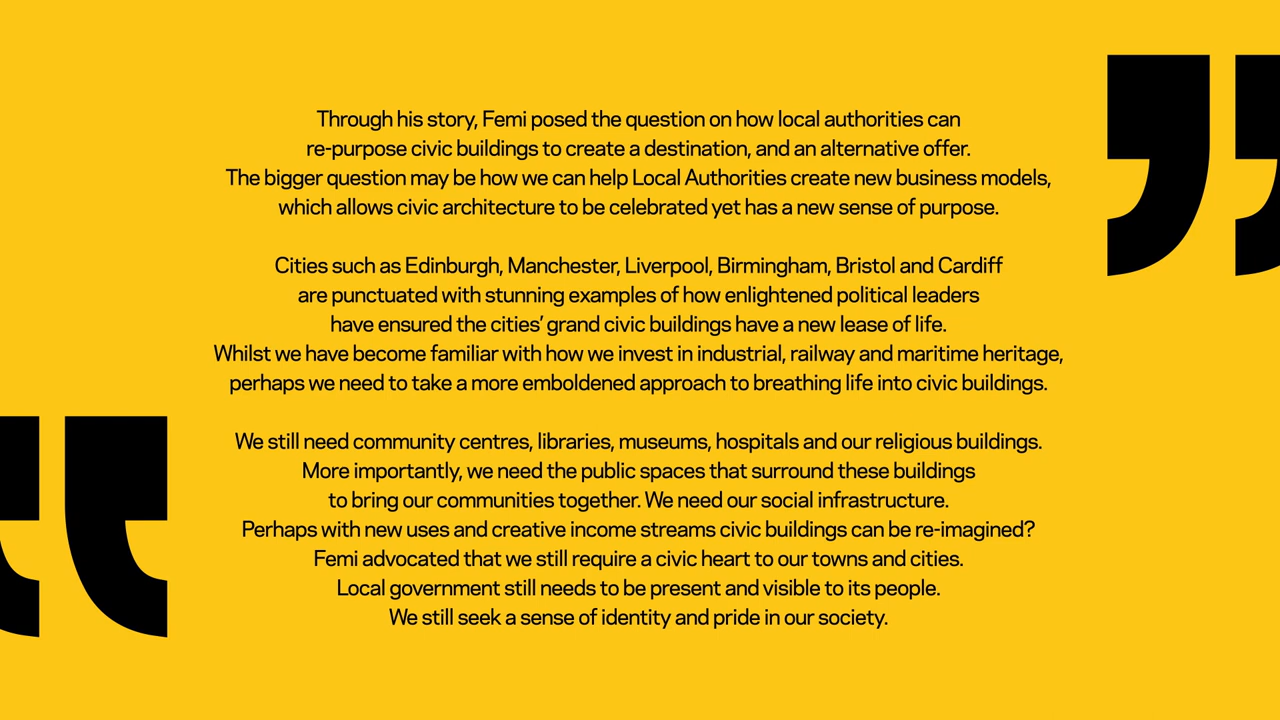 Through his story, Femi posed the question on how local authorities can
re-purpose civic buildings to create a destination, and an alternative offer.
The bigger question may be how we can help Local Authorities create new business models,
which allows civic architecture to be celebrated yet has a new sense of purpose.
Cities such as Edinburgh, Manchester, Liverpool, Birmingham, Bristol and Cardiff
are punctuated with stunning examples of how enlightened political leaders
have ensured the cities’ grand civic buildings have a new lease of life.
Whilst we have become familiar with how we invest in industrial, railway and maritime heritage,
perhaps we need to take a more emboldened approach to breathing life into civic buildings.
We still need community centres, libraries, museums, hospitals and our religious buildings.
More importantly, we need the public spaces that surround these buildings
to bring our communities together. We need our social infrastructure.
Perhaps with new uses and creative income streams civic buildings can be re-imagined?
Femi advocated that we still require a civic heart to our towns and cities.
Local government still needs to be present and visible to its people.
We still seek a sense of identity and pride in our society.